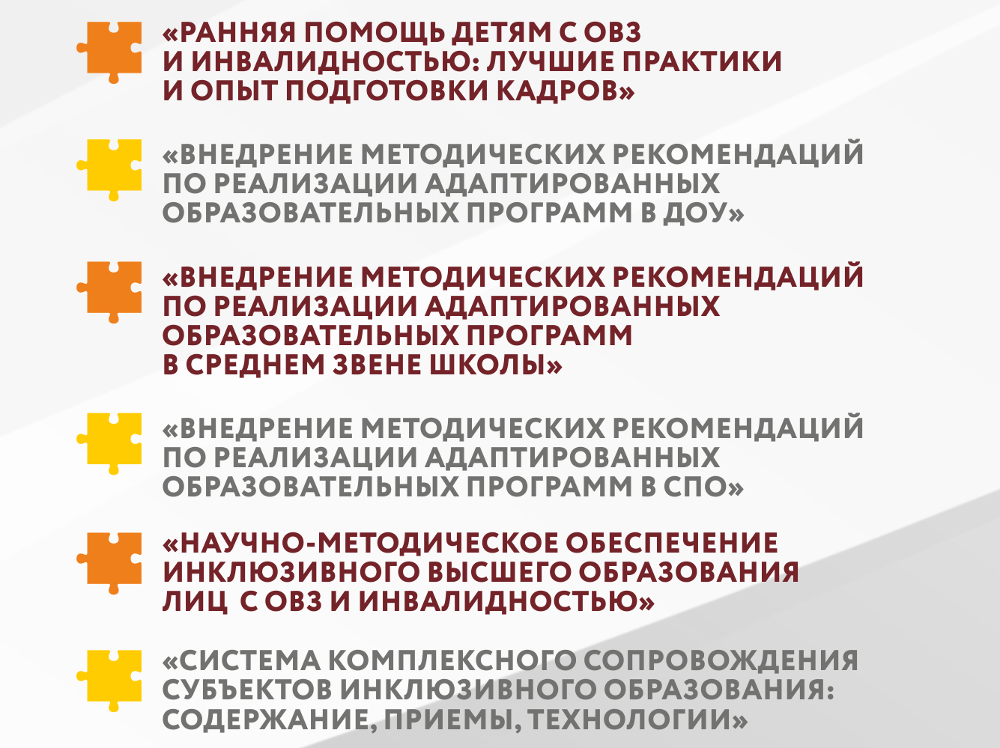 «РАННЯЯ ПОМОЩЬ ДЕТЯМ С ОВЗ
И ИНВАЛИДНОСТЬЮ: ЛУЧШИЕ ПРАКТИКИ
И ОПЫТ ПОДГОТОВКИ КАДРОВ»
«ВНЕДРЕНИЕ МЕТОДИЧЕСКИХ РЕКОМЕНДАЦИЙ
ПО РЕАЛИЗАЦИИ АДАПТИРОВАННЫХ
ОБРАЗОВАТЕЛЬНЫХ ПРОГРАММ В ДОУ»
«ВНЕДРЕНИЕ МЕТОДИЧЕСКИХ РЕКОМЕНДАЦИЙ
ПО РЕАЛИЗАЦИИ АДАПТИРОВАННЫХ
ОБРАЗОВАТЕЛЬНЫХ ПРОГРАММ
В СРЕДНЕМ ЗВЕНЕ ШКОЛЫ»
«ВНЕДРЕНИЕ МЕТОДИЧЕСКИХ РЕКОМЕНДАЦИЙ
ПО РЕАЛИЗАЦИИ АДАПТИРОВАННЫХ
ОБРАЗОВАТЕЛЬНЫХ ПРОГРАММ В СПО»
«НАУЧНО-МЕТОДИЧЕСКОЕ ОБЕСПЕЧЕНИЕ
ИНКЛЮЗИВНОГО ВЫСШЕГО ОБРАЗОВАНИЯ
ЛИЦ С ОВЗ И ИНВАЛИДНОСТЬЮ»
«СИСТЕМА КОМПЛЕКСНОГО СОПРОВОЖДЕНИЯ
СУБЪЕКТОВ ИНКЛЮЗИВНОГО ОБРАЗОВАНИЯ:
СОДЕРЖАНИЕ, ПРИЕМЫ, ТЕХНОЛОГИИ»